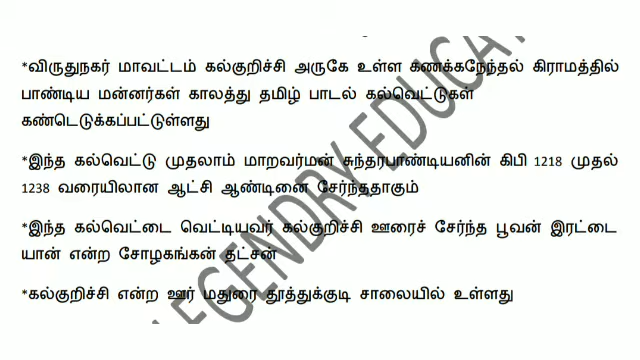 *விருதுநகர் மாவட்டம் கல்குறிச்சி அருகே உள்ள கணக்கநேந்தல் கிராமத்தில்
பாண்டிய மன்னர்கள் காலத்து தமிழ் பாடல் கல்வெட்டுகள்
கண்டெடுக்கப்பட்டுள்ளது
*இந்த கல்வெட்டு முதலாம் மாறவர்மன் சுந்தரபாண்டியனின் கிபி 1218 முதல்
1238 வரையிலான ஆட்சி ஆண்டினை சேர்ந்ததாகும்
*இந்த கல்வெட்டை வெட்டியவர் கல்குறிச்சி ஊரைச் சேர்ந்த பூவன் இரட்டை
யான் என்ற சோழகங்கன் தட்சன்
*கல்குறிச்சி என்ற ஊர் மதுரை தூத்துக்குடி சாலையில் உள்ளது